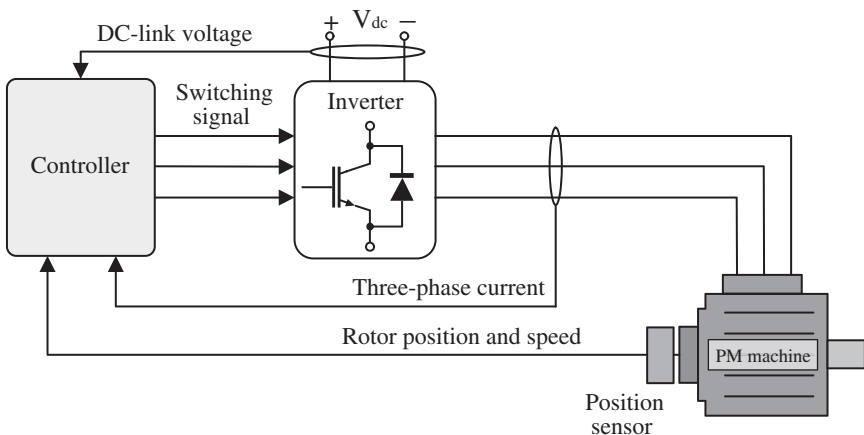 + Vdc −
DC-link voltage
Switching
signal
Inverter
Controller
Three-phase current
Rotor position and speed
PM machine
Position
sensor